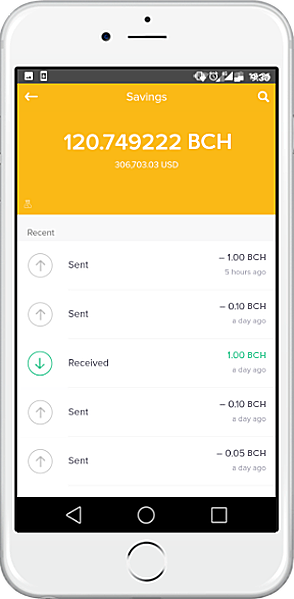 19:39
Savings
120.749222 BCH
306,703.03 USD
Recent
Sent
– 1.00 BCH
5 hours ago
Sent
– 0.10 BCH
a day ago
Received
1.00 BCH
a day ago
Sent
– 0.10 BCH
a day ago
Sent
– 0.05 BCH
a day ago